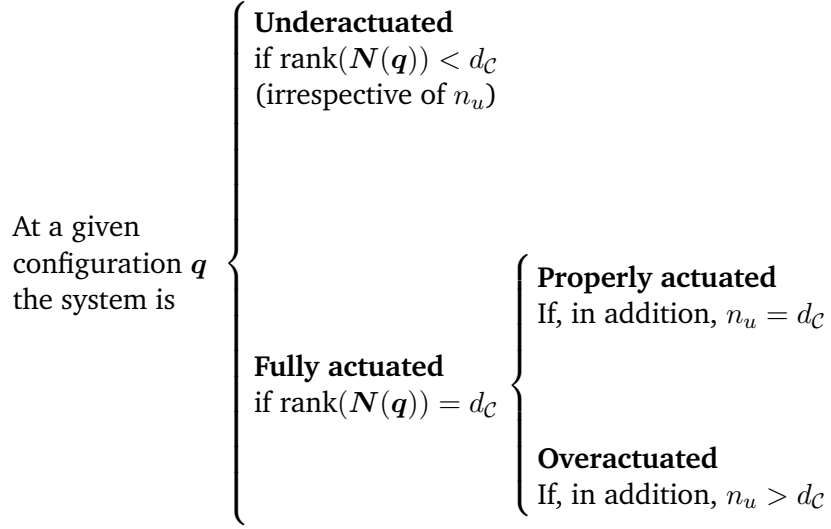 At a given
configuration q
the system is
Underactuated
if rank(N(q)) < d_C
(irrespective of n_u)
Fully actuated
if rank(N(q)) = d_C
Properly actuated
If, in addition, n_u = d_C
Overactuated
If, in addition, n_u > d_C